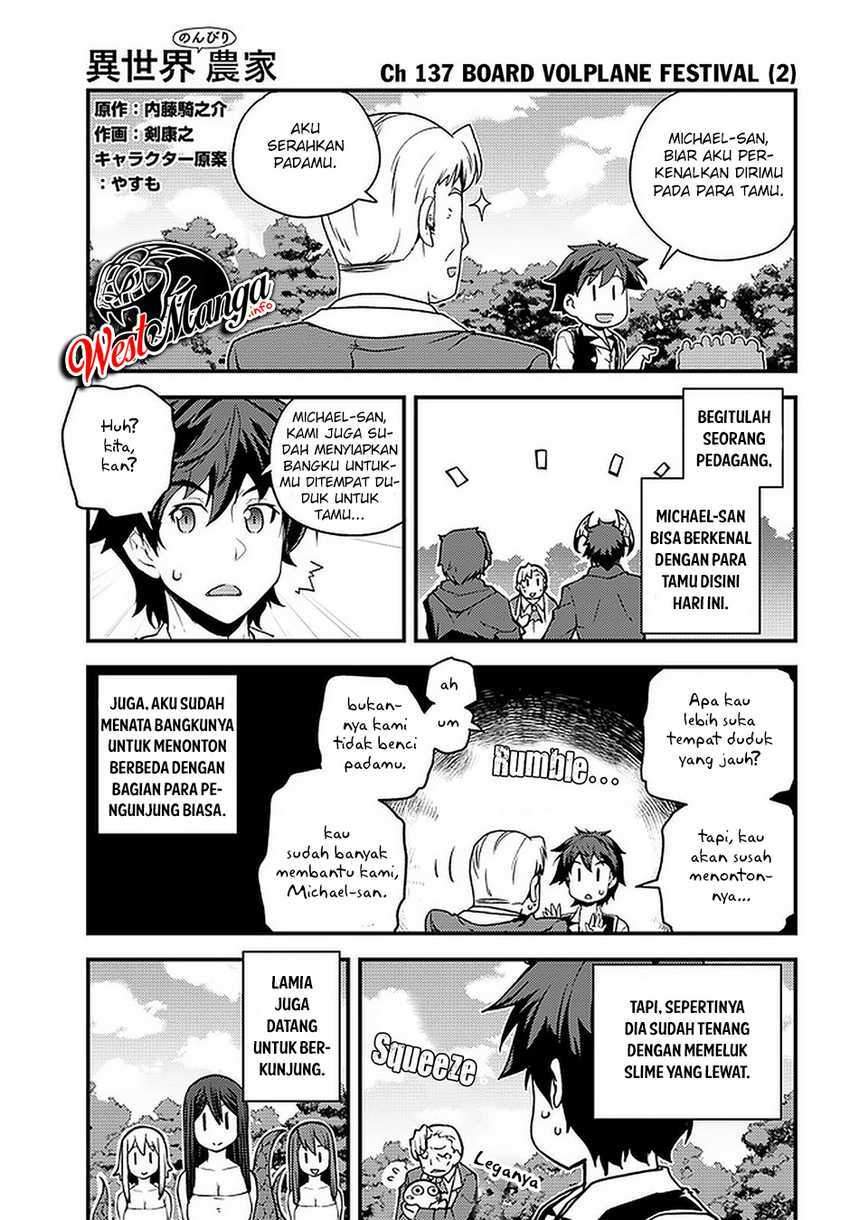 のんびり
異世界 農家
Ch 137 BOARD VOLPLANE FESTIVAL (2)
原作：内藤騎之介
作画：剣康之
キャラクター原案
：やすも
MICHAEL-SAN,
BIAR AKU PER-
KENALKAN DIRIMU
PADA PARA TAMU.
AKU
SERAHKAN
PADAMU.
WestManga
.info
BEGITULAH
SEORANG
PEDAGANG.
MICHAEL-SAN
BISA BERKENAL
DENGAN PARA
TAMU DISINI
HARI INI.
MICHAEL-SAN,
KAMI JUGA SU-
DAH MENYIAPKAN
BANGKU UNTUK-
MU DITEMPAT DU-
DUK UNTUK
TAMU...
Huh?
kita,
kan?
Apa kau
lebih suka
tempat duduk
yang jauh?
tapi, kau
akan susah
menonton-
nya...
Rumble...
ah
um
bukan-
nya kami
tidak benci
padamu.
kau
sudah banyak
membantu kami,
Michael-san.
JUGA, AKU SUDAH
MENATA BANGKUNYA
UNTUK MENONTON
BERBEDA DENGAN
BAGIAN PARA PE-
NGUNJUNG BIASA.
TAPI, SEPERTINYA
DIA SUDAH TENANG
DENGAN MEMELUK
SLIME YANG LEWAT.
Squeeze
Leganya
LAMIA
JUGA
DATANG
UNTUK BER-
KUNJUNG.